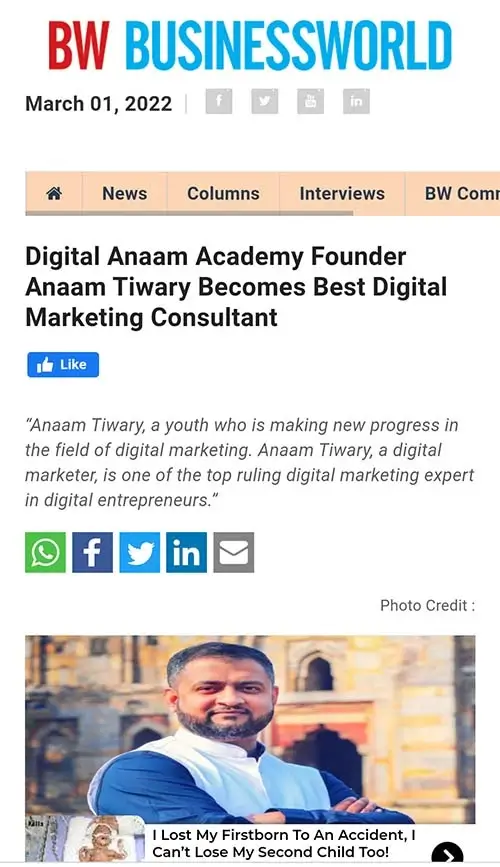 BW BUSINESSWORLD
March 01, 2022
News Columns Interviews BW Comm
Digital Anaam Academy Founder
Anaam Tiwary Becomes Best Digital
Marketing Consultant
Like
“Anaam Tiwary, a youth who is making new progress in
the field of digital marketing. Anaam Tiwary, a digital
marketer, is one of the top ruling digital marketing expert
in digital entrepreneurs.“
Photo Credit :
I Lost My Firstborn To An Accident, I
Can’t Lose My Second Child Too!